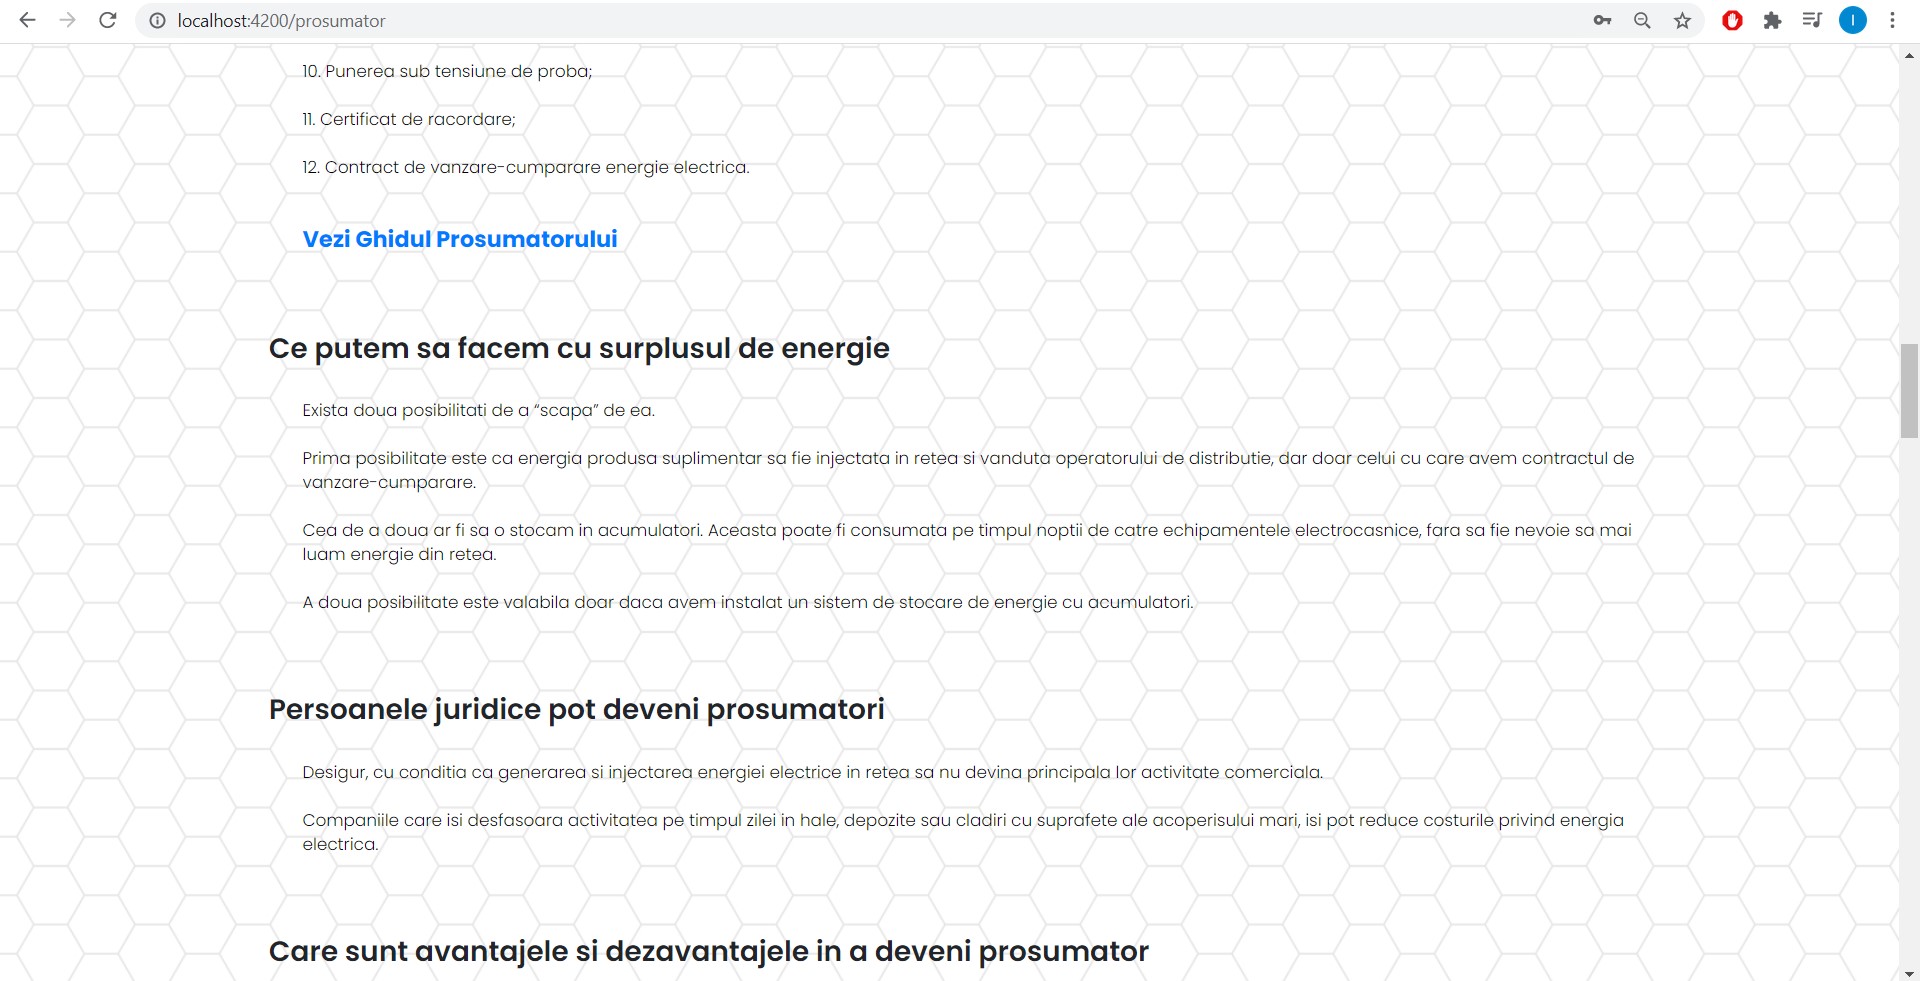 localhost:4200/prosumator
I
10. Punerea sub tensiune de proba;
11. Certificat de racordare;
12. Contract de vanzare-cumparare energie electrica.
Vezi Ghidul Prosumatorului
Ce putem sa facem cu surplusul de energie
Exista doua posibilitati de a “scapa” de ea.
Prima posibilitate este ca energia produsa suplimentar sa fie injectata in retea si vanduta operatorului de distributie, dar doar celui cu care avem contractul de
vanzare-cumparare.
Cea de a doua ar fi sa o stocam in acumulatori. Aceasta poate fi consumata pe timpul noptii de catre echipamentele electrocasnice, fara sa fie nevoie sa mai
luam energie din retea.
A doua posibilitate este valabila doar daca avem instalat un sistem de stocare de energie cu acumulatori.
Persoanele juridice pot deveni prosumatori
Desigur, cu conditia ca generarea si injectarea energiei electrice in retea sa nu devina principala lor activitate comerciala.
Companiile care isi desfasoara activitatea pe timpul zilei in hale, depozite sau cladiri cu suprafete ale acoperisului mari, isi pot reduce costurile privind energia
electrica.
Care sunt avantajele si dezavantajele in a deveni prosumator